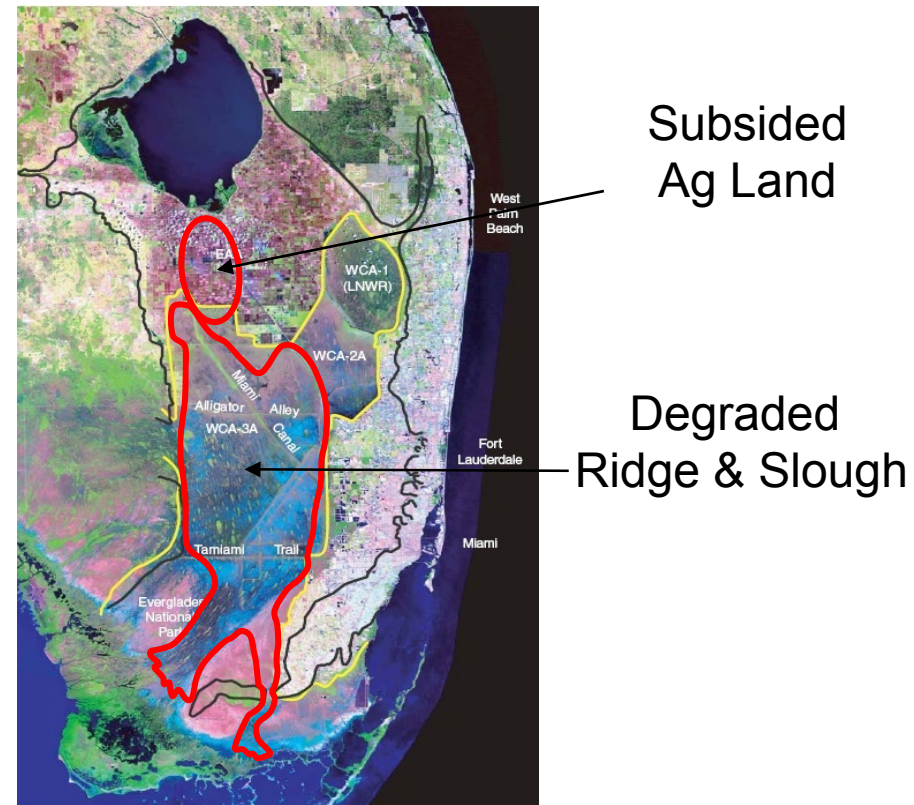 Subsided
Ag Land
West
Palm
Beach
WCA-1
(LNWR)
WCA-2A
Miami
Canal
Alligator Alley
WCA-3A
Degraded
Ridge & Slough
Fort
Lauderdale
Tamiami Trail
Miami
Everglades
National
Park